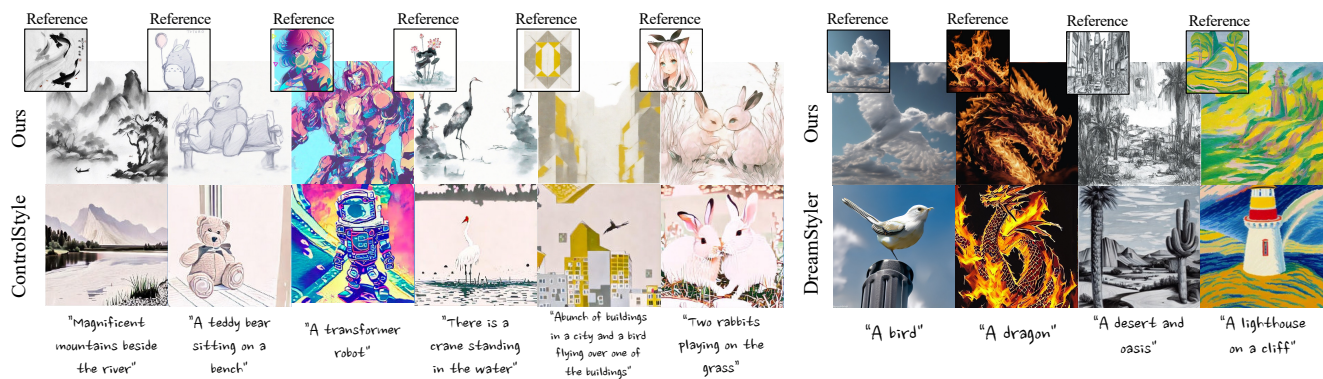 Reference Reference Reference Reference Reference Reference
Reference Reference Reference Reference
Ours
ControlStyle
Ours
DreamStyler
"Magnificent
mountains beside
the river"
"A teddy bear
sitting on a
bench"
"A transformer
robot"
"There is a
crane standing
in the water"
"Abunch of buildings
in a city and a bird
flying over one of
the buildings"
"Two rabbits
playing on the
grass"
"A bird"
"A dragon"
"A desert and
oasis"
"A lighthouse
on a cliff"